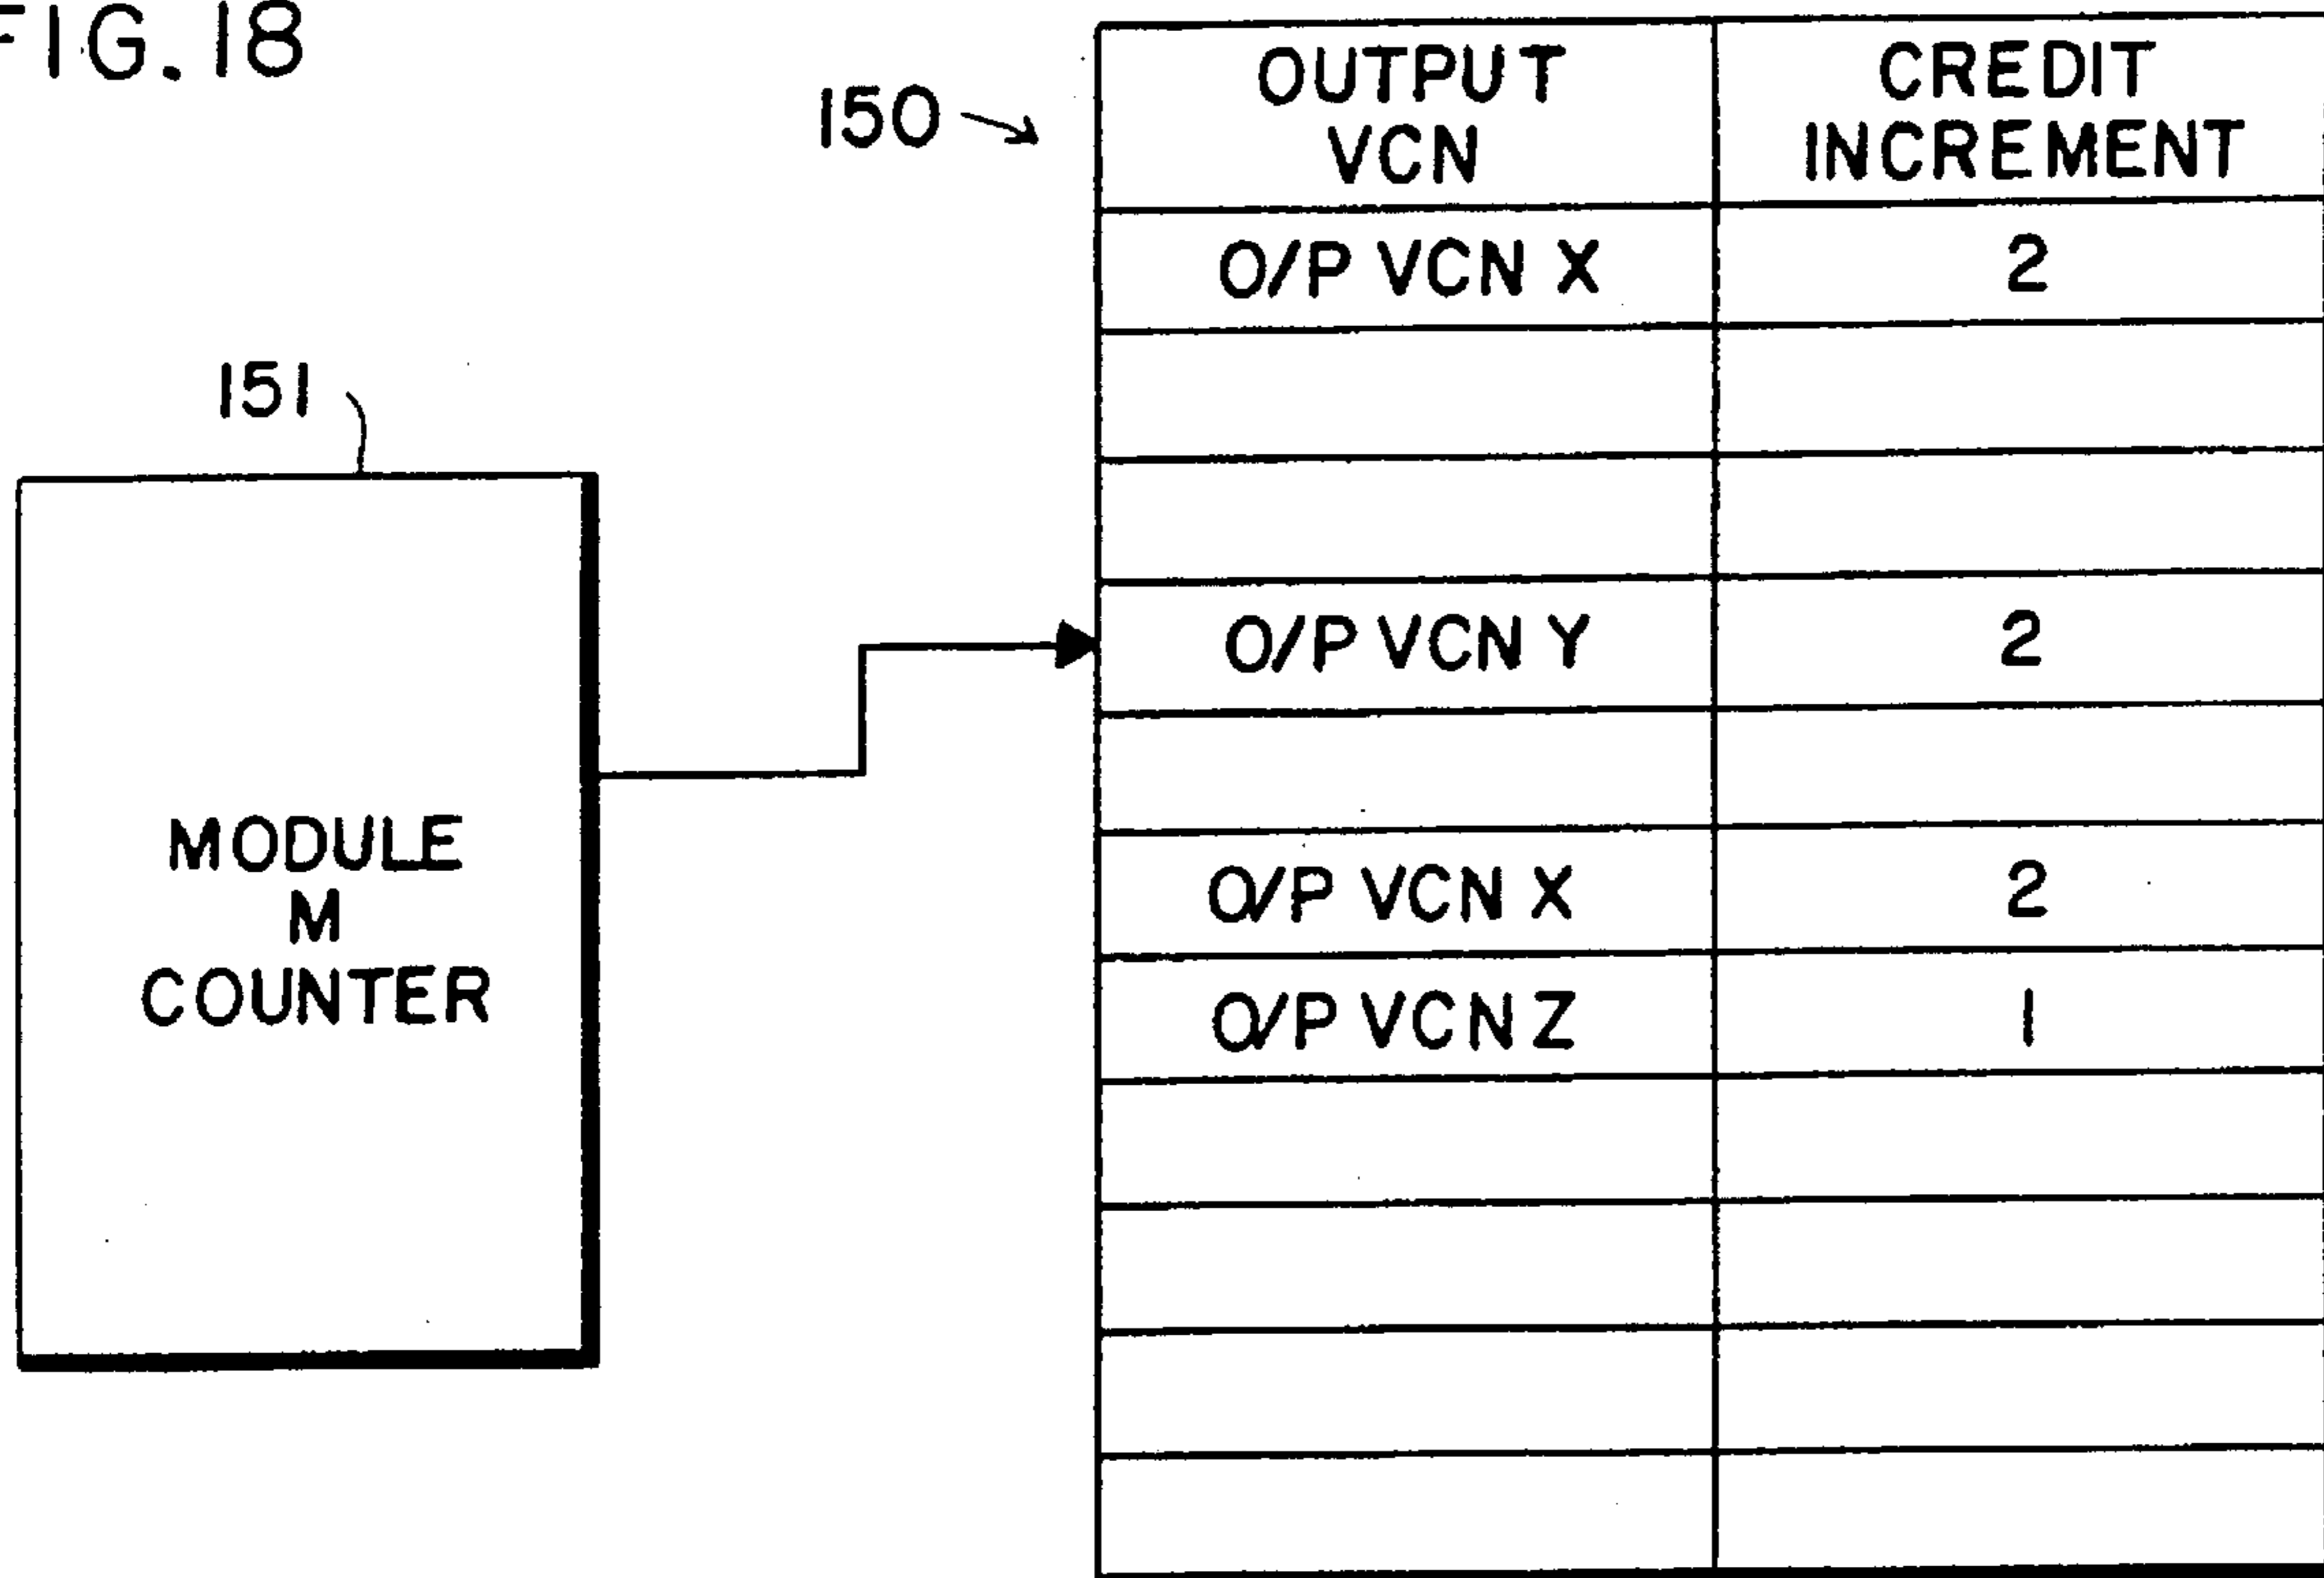 FIG. 18
150
OUTPUT VCN
CREDIT INCREMENT
O/P VCN X
2
151
O/P VCN Y
2
MODULE
M
COUNTER
O/P VCN X
2
O/P VCN Z
1